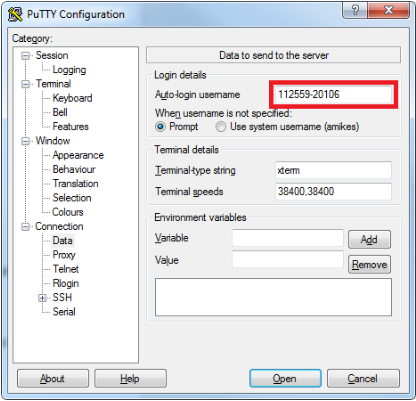 PuTTY Configuration
Category:
Session
Logging
Terminal
Keyboard
Bell
Features
Window
Appearance
Behaviour
Translation
Selection
Colours
Connection
Data
Proxy
Telnet
Rlogin
SSH
Serial
Data to send to the server
Login details
Auto-login username 112559-20106
When username is not specified:
Prompt Use system username (amikes)
Terminal details
Terminal-type string xterm
Terminal speeds 38400,38400
Environment variables
Variable Add
Value Remove
About Help Open Cancel